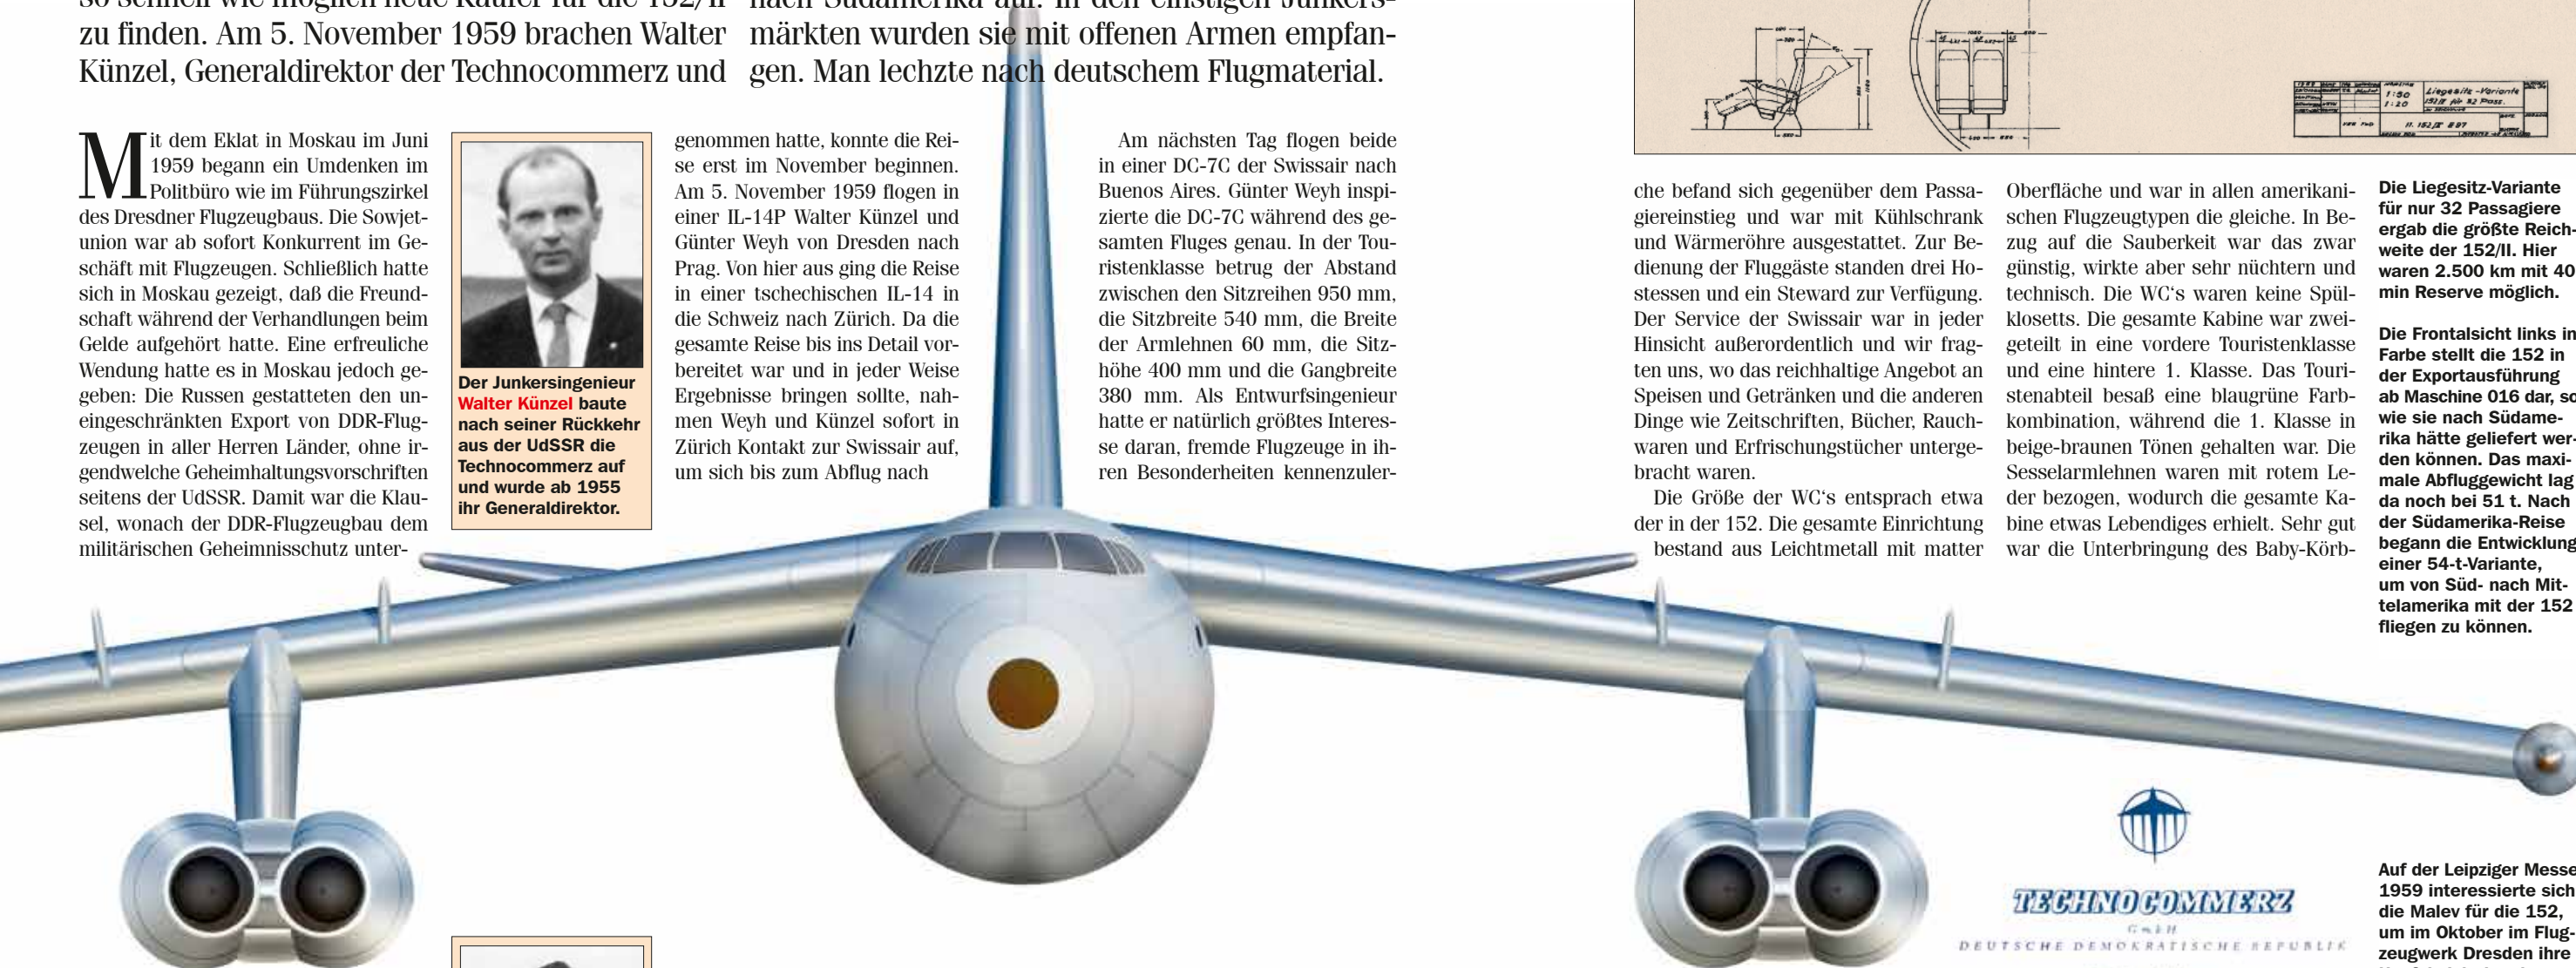 so schnell wie möglich neue Käufer für die 152/II
zu finden. Am 5. November 1959 brachen Walter
Künzel, Generaldirektor der Technocommerz und
nach Südamerika auf. In den einstigen Junkers-
märkten wurden sie mit offenen Armen empfan-
gen. Man lechzte nach deutschem Flugmaterial.
Mit dem Eklat in Moskau im Juni
1959 begann ein Umdenken im
Politbüro wie im Führungszirkel
des Dresdner Flugzeugbaus. Die Sowjet-
union war ab sofort Konkurrent im Ge-
schäft mit Flugzeugen. Schließlich hatte
sich in Moskau gezeigt, daß die Freund-
schaft während der Verhandlungen beim
Gelde aufgehört hatte. Eine erfreuliche
Wendung hatte es in Moskau jedoch ge-
geben: Die Russen gestatteten den un-
eingeschränkten Export von DDR-Flug-
zeugen in aller Herren Länder, ohne ir-
gendwelche Geheimhaltungsvorschriften
seitens der UdSSR. Damit war die Klau-
sel, wonach der DDR-Flugzeugbau dem
militärischen Geheimnisschutz unter-
Der Junkersingenieur
Walter Künzel baute
nach seiner Rückkehr
aus der UdSSR die
Technocommerz auf
und wurde ab 1955
ihr Generaldirektor.
genommen hatte, konnte die Rei-
se erst im November beginnen.
Am 5. November 1959 flogen in
einer IL-14P Walter Künzel und
Günter Weyh von Dresden nach
Prag. Von hier aus ging die Reise
in einer tschechischen IL-14 in
die Schweiz nach Zürich. Da die
gesamte Reise bis ins Detail vor-
bereitet war und in jeder Weise
Ergebnisse bringen sollte, nah-
men Weyh und Künzel sofort in
Zürich Kontakt zur Swissair auf,
um sich bis zum Abflug nach
Am nächsten Tag flogen beide
in einer DC-7C der Swissair nach
Buenos Aires. Günter Weyh inspi-
zierte die DC-7C während des ge-
samten Fluges genau. In der Tou-
ristenklasse betrug der Abstand
zwischen den Sitzreihen 950 mm,
die Sitzbreite 540 mm, die Breite
der Armlehnen 60 mm, die Sitz-
höhe 400 mm und die Gangbreite
380 mm. Als Entwurfsingenieur
hatte er natürlich größtes Interes-
se daran, fremde Flugzeuge in ih-
ren Besonderheiten kennenzuler-
1:50
1:20
Liegesitz-Variante
152/II für 32 Pass.
che befand sich gegenüber dem Passa-
giereinstieg und war mit Kühlschrank
und Wärmeröhre ausgestattet. Zur Be-
dienung der Fluggäste standen drei Ho-
stessen und ein Steward zur Verfügung.
Der Service der Swissair war in jeder
Hinsicht außerordentlich und wir frag-
ten uns, wo das reichhaltige Angebot an
Speisen und Getränken und die anderen
Dinge wie Zeitschriften, Bücher, Rauch-
waren und Erfrischungstücher unterge-
bracht waren.
Die Größe der WC‘s entsprach etwa
der in der 152. Die gesamte Einrichtung
bestand aus Leichtmetall mit matter
Oberfläche und war in allen amerikani-
schen Flugzeugtypen die gleiche. In Be-
zug auf die Sauberkeit war das zwar
günstig, wirkte aber sehr nüchtern und
technisch. Die WC‘s waren keine Spül-
klosetts. Die gesamte Kabine war zwei-
geteilt in eine vordere Touristenklasse
und eine hintere 1. Klasse. Das Touri-
stenabteil besaß eine blaugrüne Farb-
kombination, während die 1. Klasse in
beige-braunen Tönen gehalten war. Die
Sesselarmlehnen waren mit rotem Le-
der bezogen, wodurch die gesamte Ka-
bine etwas Lebendiges erhielt. Sehr gut
war die Unterbringung des Baby-Körb-
Die Liegesitz-Variante
für nur 32 Passagiere
ergab die größte Reich-
weite der 152/II. Hier
waren 2.500 km mit 40
min Reserve möglich.
Die Frontalsicht links in
Farbe stellt die 152 in
der Exportausführung
ab Maschine 016 dar, so
wie sie nach Südame-
rika hätte geliefert wer-
den können. Das maxi-
male Abfluggewicht lag
da noch bei 51 t. Nach
der Südamerika-Reise
begann die Entwicklung
einer 54-t-Variante,
um von Süd- nach Mit-
telamerika mit der 152
fliegen zu können.
TECHNOCOMMERZ
GmbH
DEUTSCHE DEMOKRATISCHE REPUBLIK
Auf der Leipziger Messe
1959 interessierte sich
die Malev für die 152,
um im Oktober im Flug-
zeugwerk Dresden ihre